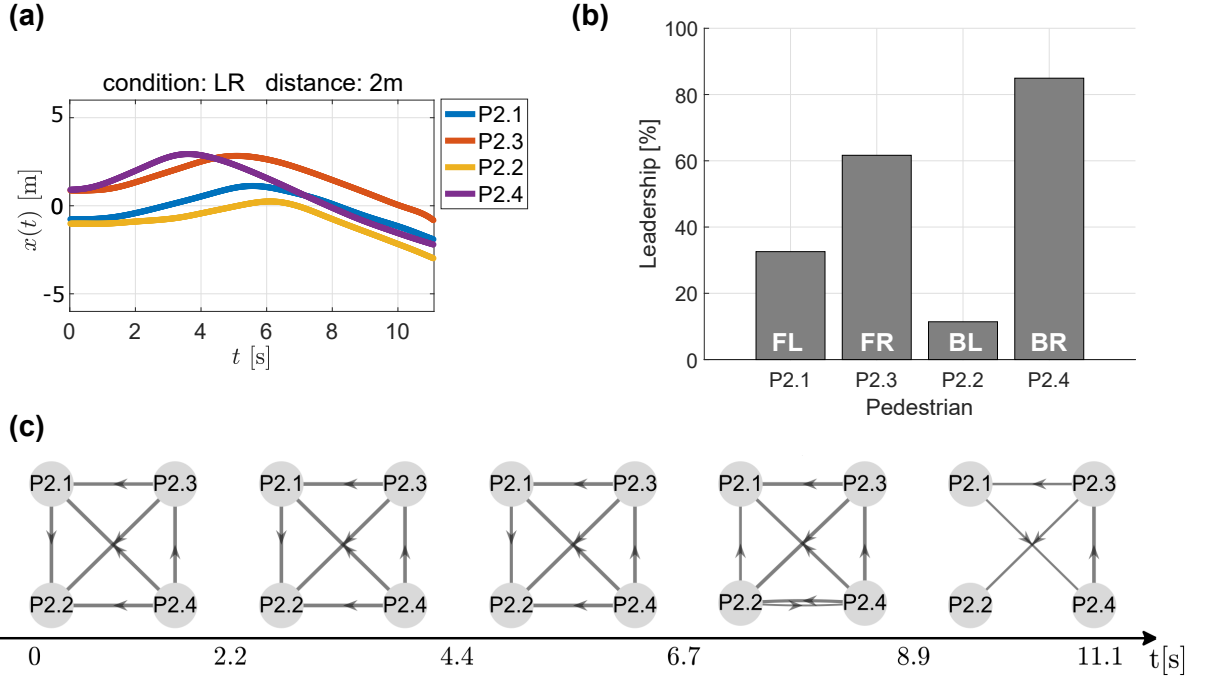 (a)
condition: LR distance: 2m
5
0
-5
x(t) [m]
0 2 4 6 8 10
t [s]
P2.1
P2.3
P2.2
P2.4
(b)
100
80
60
40
20
0
Leadership [%]
FL FR BL BR
P2.1 P2.3 P2.2 P2.4
Pedestrian
(c)
P2.1 P2.3 P2.1 P2.3 P2.1 P2.3 P2.1 P2.3 P2.1 P2.3
P2.2 P2.4 P2.2 P2.4 P2.2 P2.4 P2.2 P2.4 P2.2 P2.4
0 2.2 4.4 6.7 8.9 11.1 t[s]